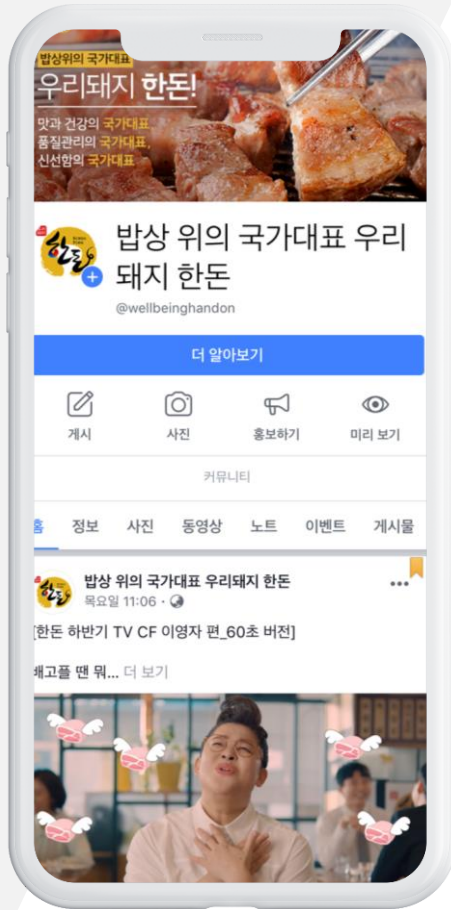 밥상위의 국가대표
우리돼지 한돈!
맛과 건강의 국가대표,
품질관리의 국가대표,
신선함의 국가대표
한돈
밥상 위의 국가대표 우리
돼지 한돈
@wellbeinghandon
더 알아보기
게시 사진 홍보하기 미리 보기
커뮤니티
홈 정보 사진 동영상 노트 이벤트 게시물
한돈
밥상 위의 국가대표 우리돼지 한돈
목요일 11:06 ·
[한돈 하반기 TV CF 이영자 편_60초 버전]
배고플 땐 뭐... 더 보기